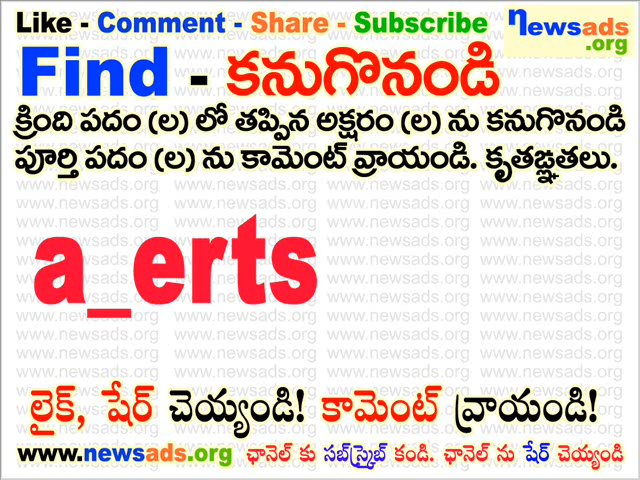 Like - Comment - Share - Subscribe
newsads
.org
Find - కనుగొనండి
క్రింది పదం (ల) లో తప్పిన అక్షరం (ల) ను కనుగొనండి
పూర్తి పదం (ల) ను కామెంట్ వ్రాయండి. కృతఙ్ఞతలు.
a_erts
లైక్, షేర్ చెయ్యండి! కామెంట్ వ్రాయండి!
www.newsads.org ఛానెల్ కు సబ్‌స్క్రైబ్ కండి. ఛానెల్ ను షేర్ చెయ్యండి